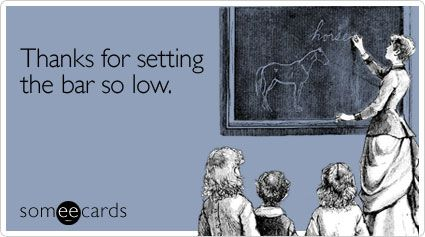 Thanks for setting
the bar so low.
horse
someecards